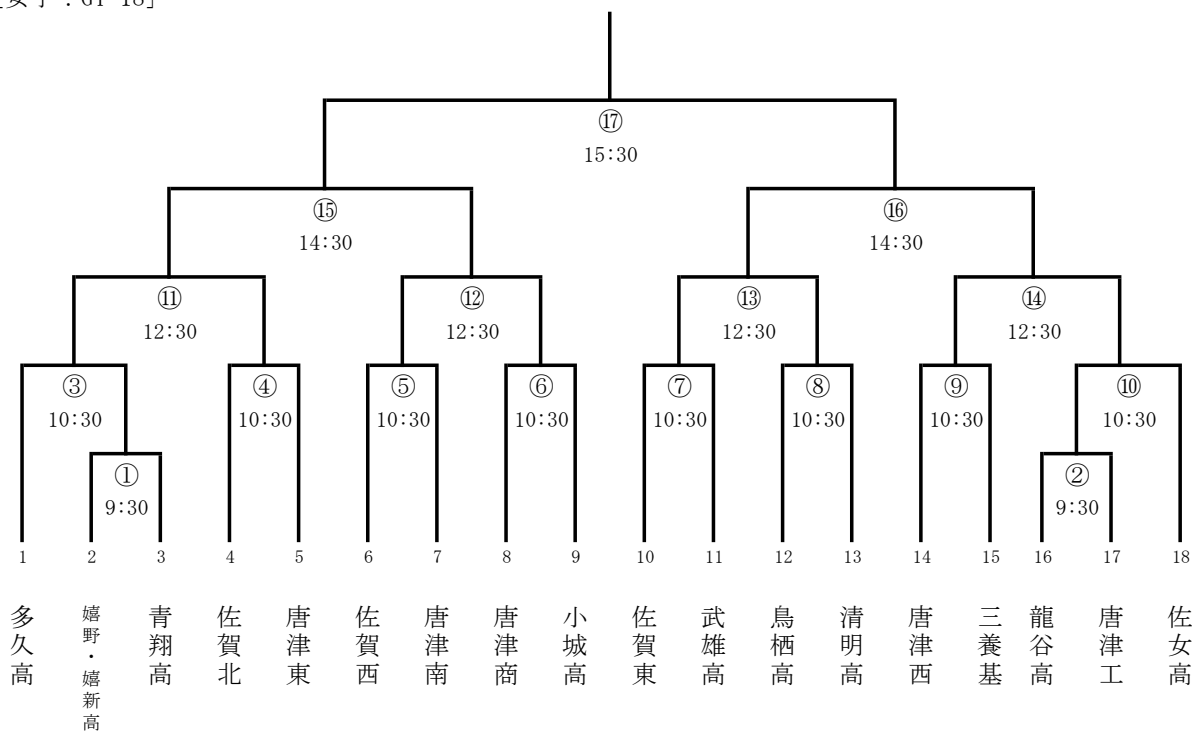 女子：GT-18］
⑰
15:30
⑮ ⑯
14:30 14:30
⑪ ⑫ ⑬ ⑭
12:30 12:30 12:30 12:30
③ ④ ⑤ ⑥ ⑦ ⑧ ⑨ ⑩
10:30 10:30 10:30 10:30 10:30 10:30 10:30 10:30
① ②
9:30 9:30
1 2 3 4 5 6 7 8 9 10 11 12 13 14 15 16 17 18
多久高
嬉野・嬉新高
青翔高
佐賀北
唐津東
佐賀西
唐津南
唐津商
小城高
佐賀東
武雄高
鳥栖高
清明高
唐津西
三養基
龍谷高
唐津工
佐女高